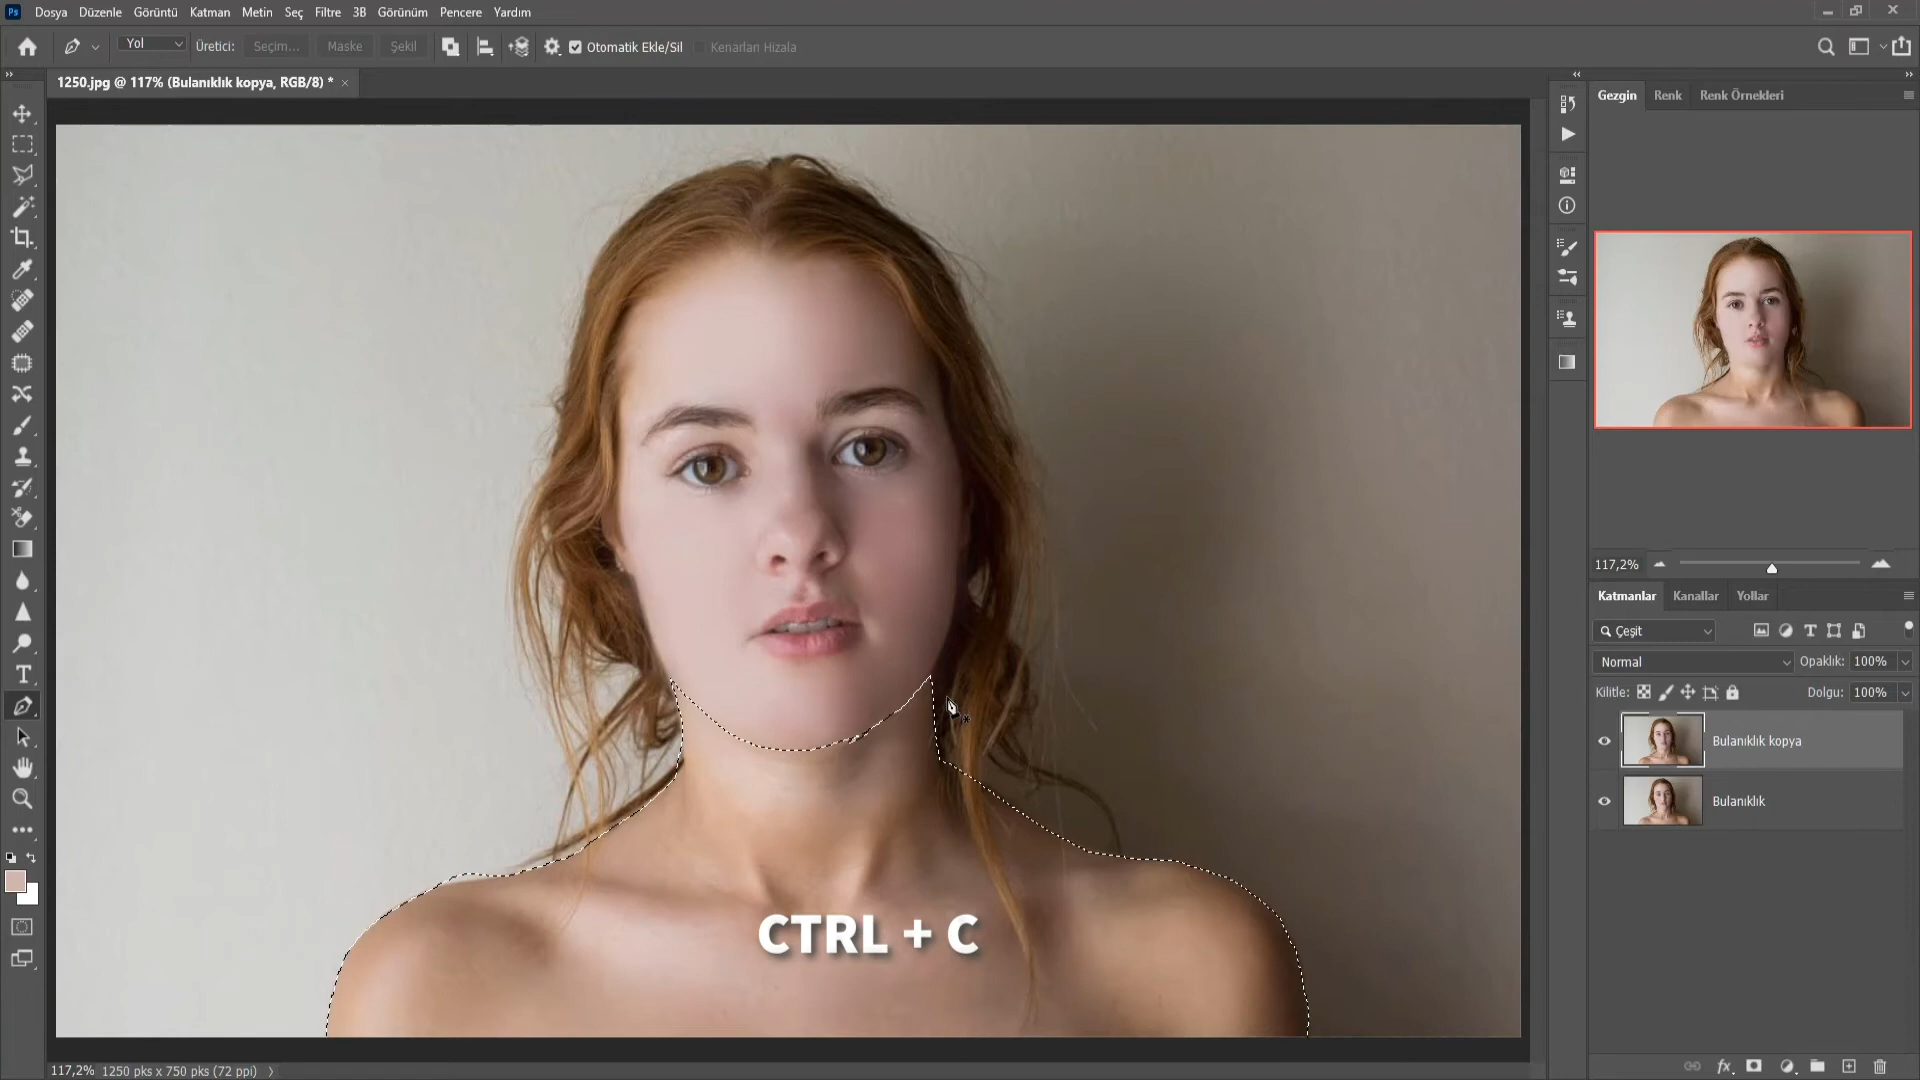 Ps Dosya Düzenle Görüntü Katman Metin Seç Filtre 3B Görünüm Pencere Yardım
Yol Üretici: Seçim... Maske Şekil Otomatik Ekle/Sil Kenarları Hizala
1250.jpg @ 117% (Bulanıklık kopya, RGB/8) *
Gezgin Renk Renk Örnekleri
117,2%
Katmanlar Kanallar Yollar
Çeşit
Normal Opaklık: 100%
Kilitle: Dolgu: 100%
Bulanıklık kopya
Bulanıklık
CTRL + C
117,2% 1250 pks x 750 pks (72 ppi)